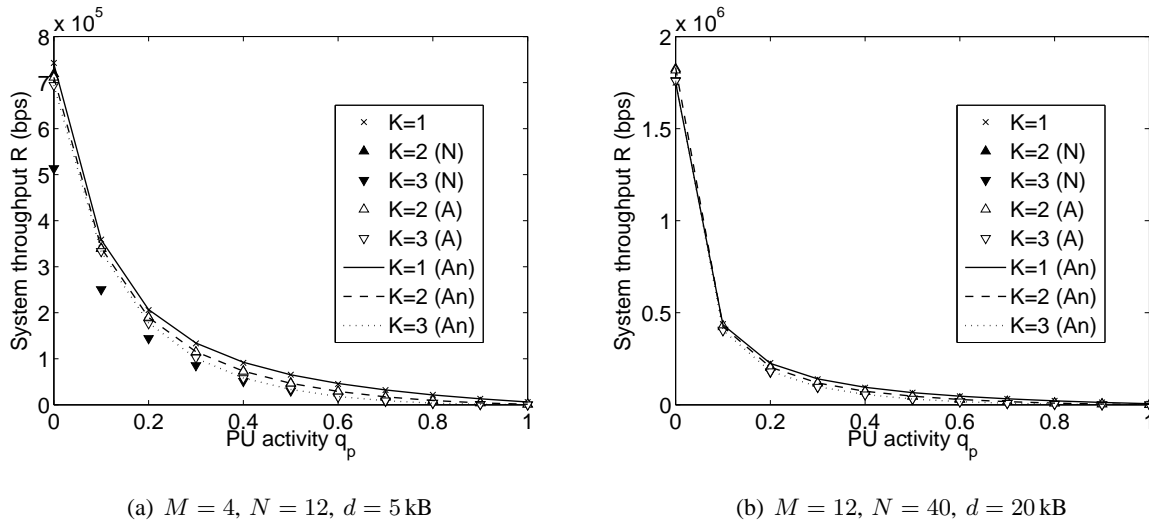 x 10^5
8
7
6
5
4
3
2
1
0
System throughput R (bps)
0 0.2 0.4 0.6 0.8 1
PU activity q_p
K=1
K=2 (N)
K=3 (N)
K=2 (A)
K=3 (A)
K=1 (An)
K=2 (An)
K=3 (An)
(a) M = 4, N = 12, d = 5 kB
x 10^6
2
1.5
1
0.5
0
System throughput R (bps)
0 0.2 0.4 0.6 0.8 1
PU activity q_p
K=1
K=2 (N)
K=3 (N)
K=2 (A)
K=3 (A)
K=1 (An)
K=2 (An)
K=3 (An)
(b) M = 12, N = 40, d = 20 kB